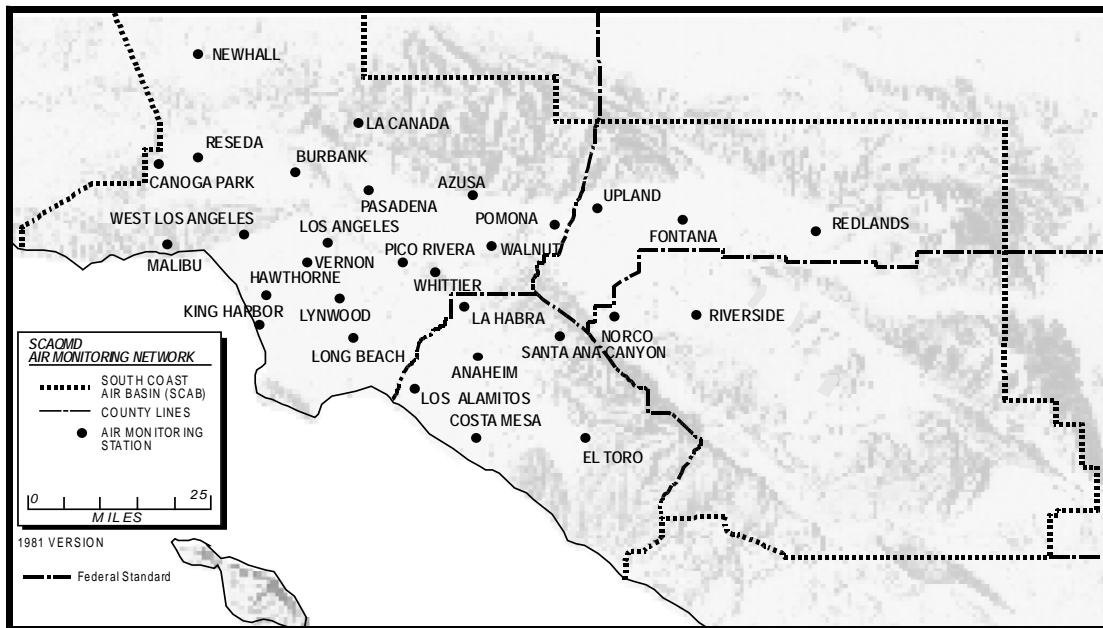 NEWHALL
LA CANADA
RESEDA
BURBANK
CANOGA PARK
AZUSA
PASADENA
UPLAND
WEST LOS ANGELES
LOS ANGELES
POMONA
FONTANA
REDLANDS
PICO RIVERA
WALNUT
MALIBU
VERNON
HAWTHORNE
WHITTIER
KING HARBOR
LYNWOOD
LA HABRA
NORCO
RIVERSIDE
LONG BEACH
SANTA ANA CANYON
ANAHEIM
LOS ALAMITOS
COSTA MESA
EL TORO
SCAQMD
AIR MONITORING NETWORK
SOUTH COAST
AIR BASIN (SCAB)
COUNTY LINES
AIR MONITORING
STATION
0 25
MILES
1981 VERSION
Federal Standard